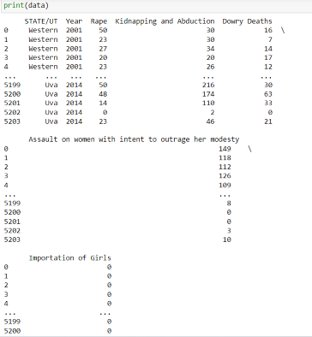 print(data)
STATE/UT Year Rape Kidnapping and Abduction Dowry Deaths \
0 Western 2001 50 30 16
1 Western 2001 23 30 7
2 Western 2001 27 34 14
3 Western 2001 20 20 17
4 Western 2001 23 26 12
... ... ... ... ... ...
5199 Uva 2014 50 216 30
5200 Uva 2014 48 174 63
5201 Uva 2014 14 110 33
5202 Uva 2014 0 2 0
5203 Uva 2014 23 46 21
Assault on women with intent to outrage her modesty \
0 149
1 118
2 112
3 126
4 109
... ...
5199 8
5200 0
5201 0
5202 3
5203 10
Importation of Girls
0 0
1 0
2 0
3 0
4 0
... ...
5199 0
5200 0